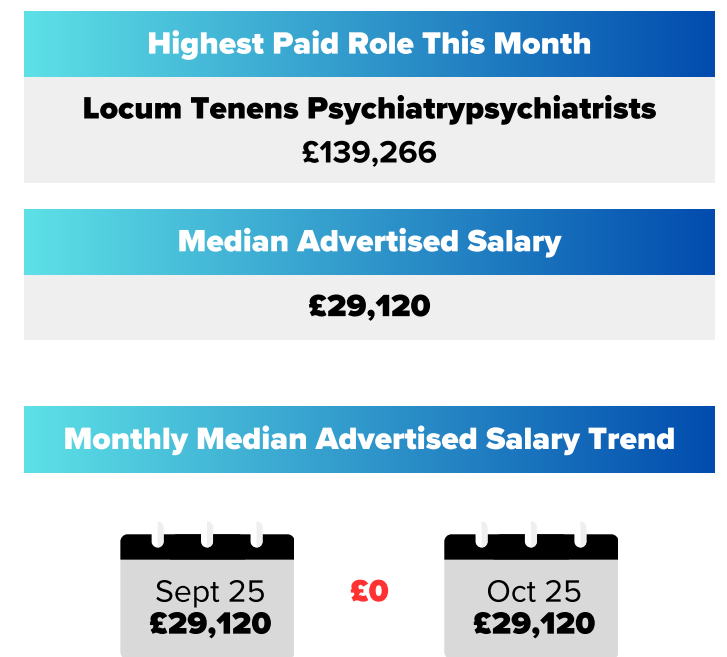 Highest Paid Role This Month
Locum Tenens Psychiatrypsychiatrists
£139,266
Median Advertised Salary
£29,120
Monthly Median Advertised Salary Trend
Sept 25
£29,120
£0
Oct 25
£29,120